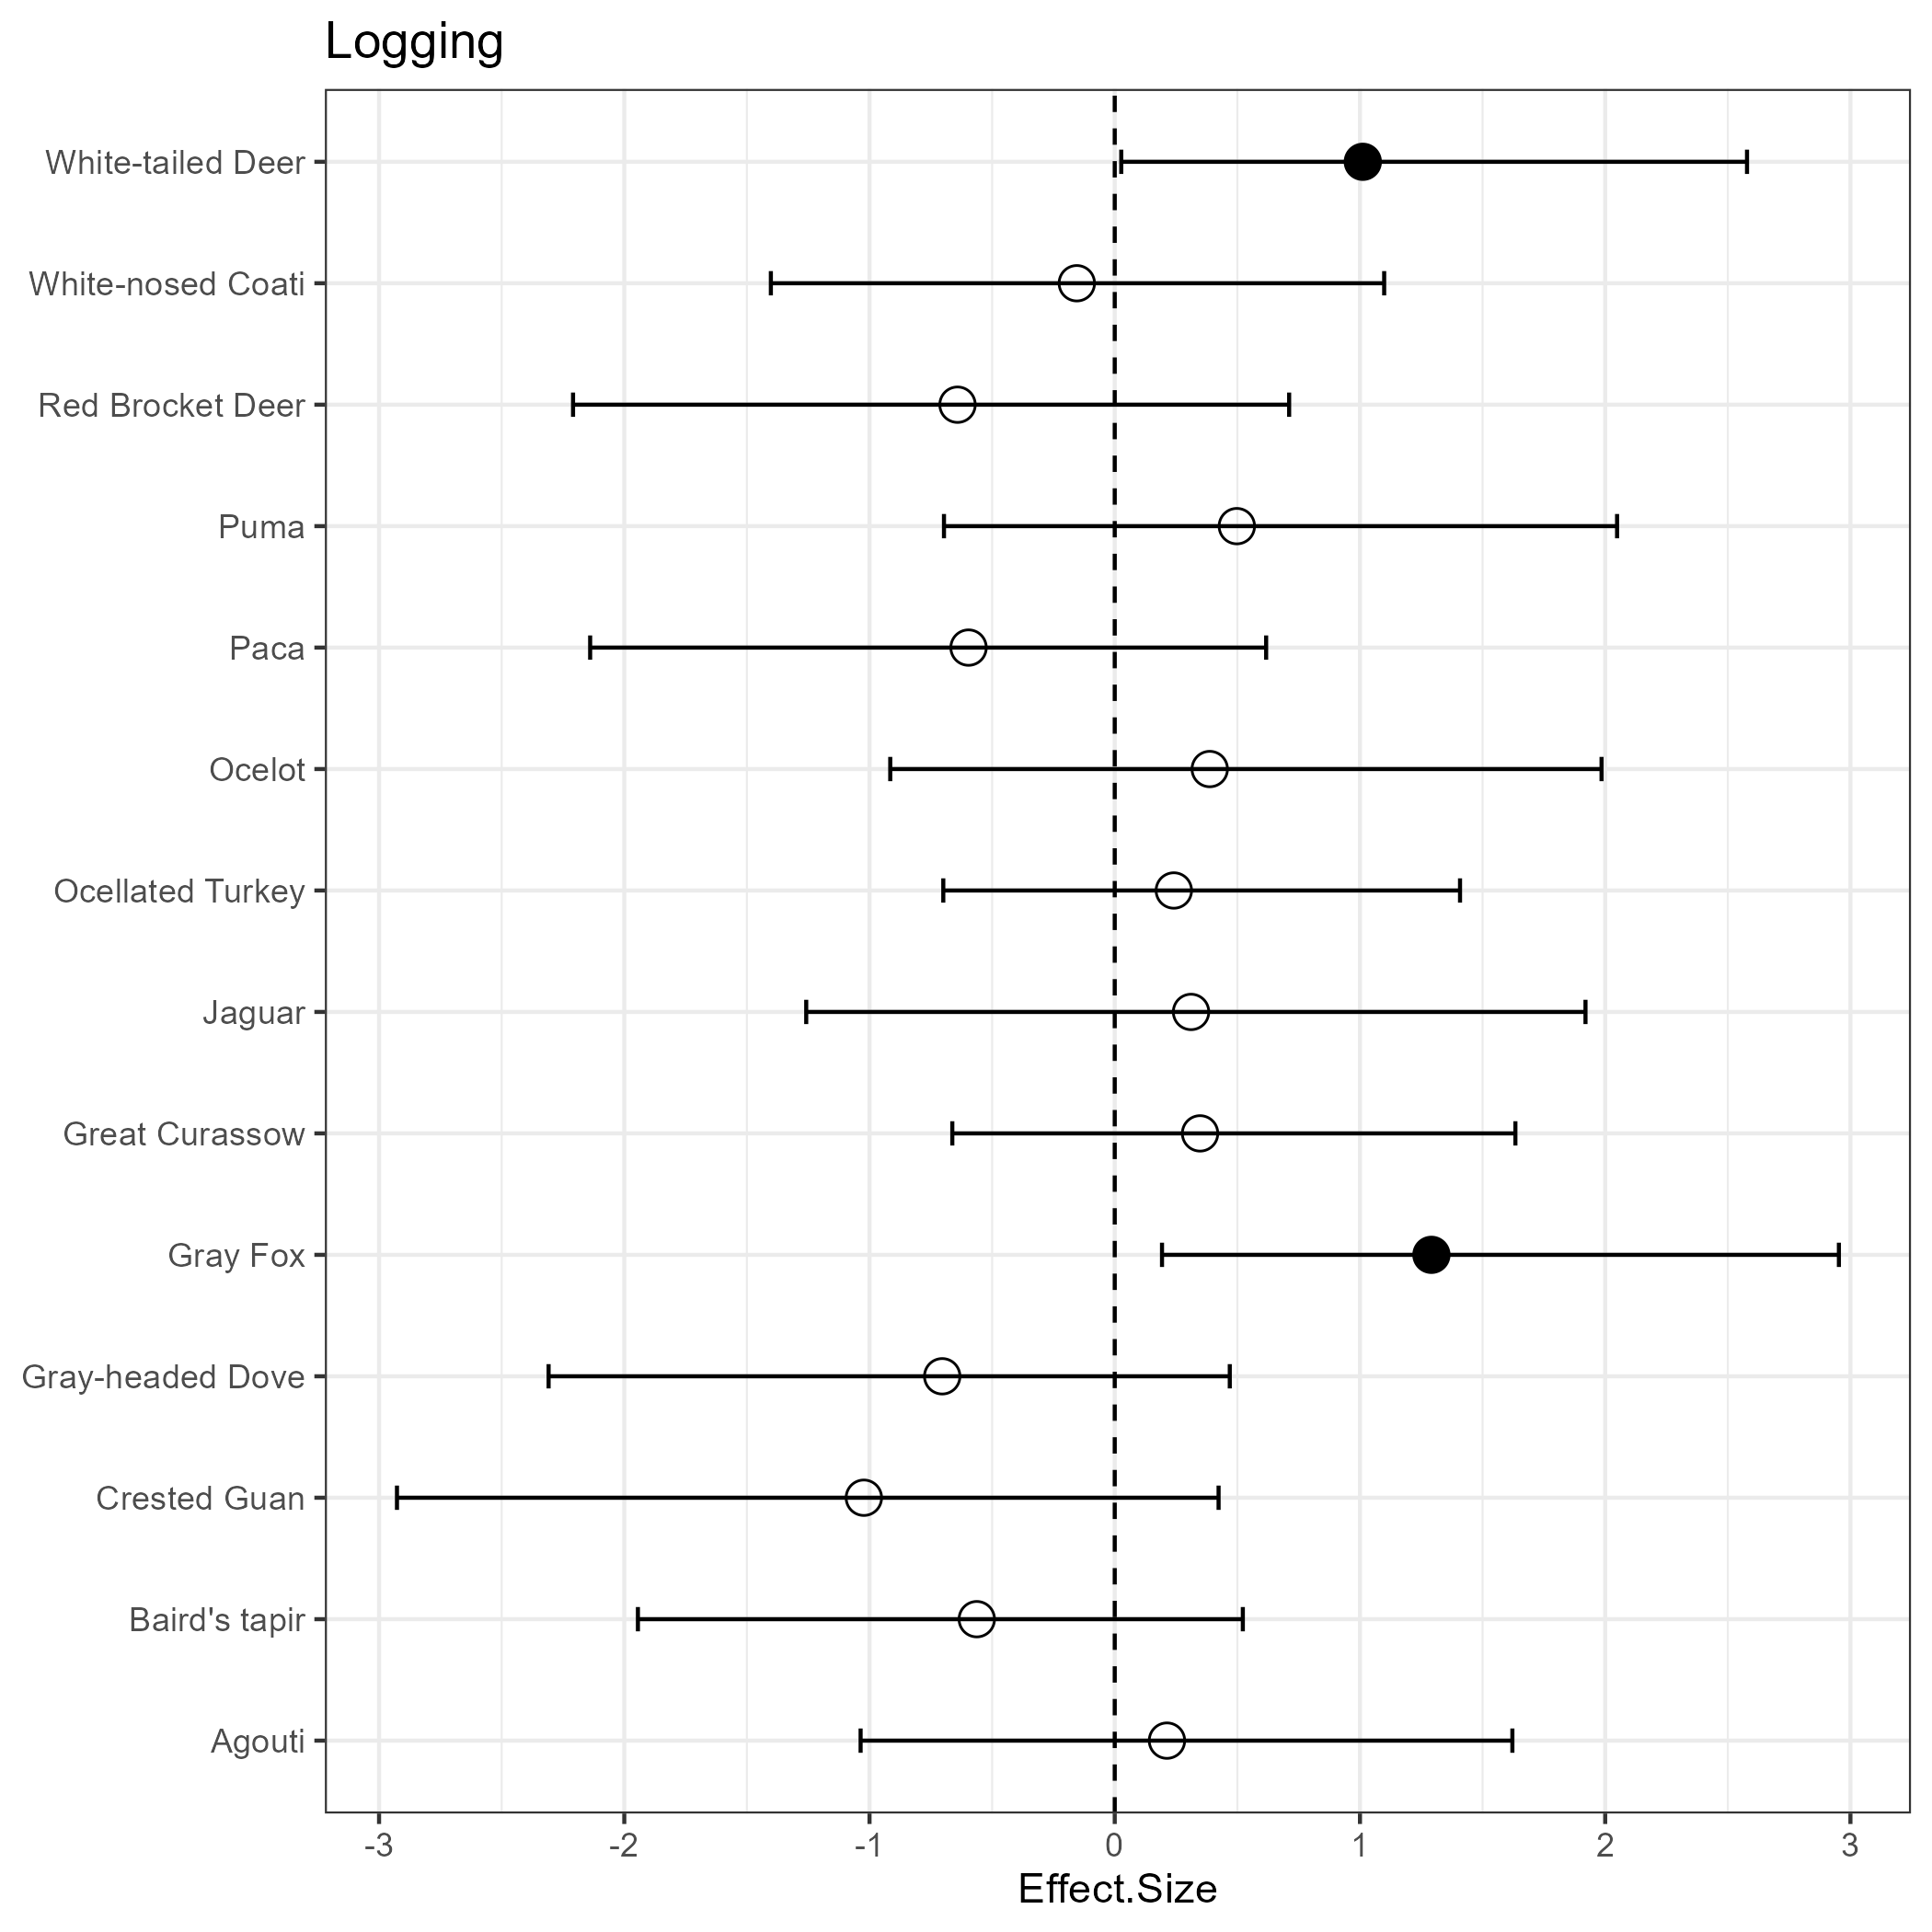 Logging
White-tailed Deer
White-nosed Coati
Red Brocket Deer
Puma
Paca
Ocelot
Ocellated Turkey
Jaguar
Great Curassow
Gray Fox
Gray-headed Dove
Crested Guan
Baird's tapir
Agouti
-3 -2 -1 0 1 2 3
Effect.Size